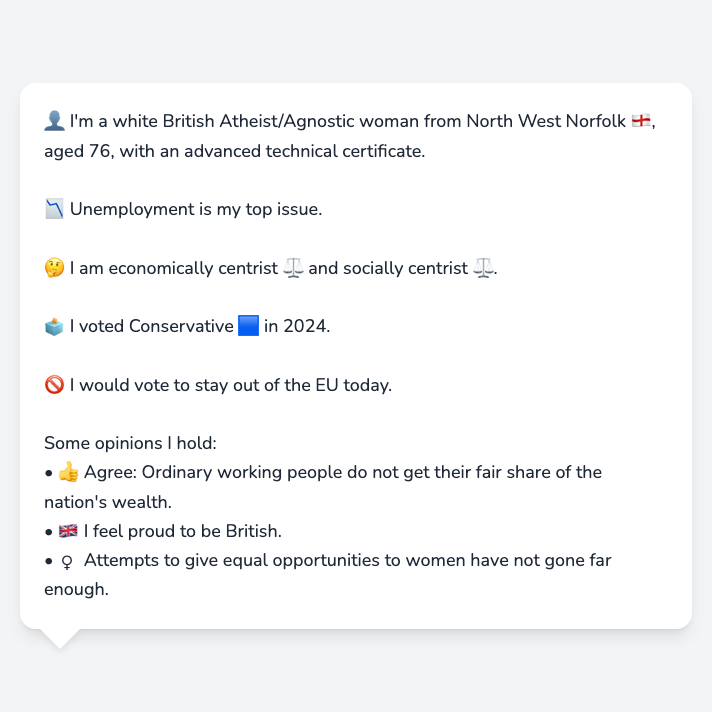 👤 I'm a white British Atheist/Agnostic woman from North West Norfolk 🏴󠁧󠁢󠁥󠁮󠁧󠁿,
aged 76, with an advanced technical certificate.
📉 Unemployment is my top issue.
🤔 I am economically centrist ⚖️ and socially centrist ⚖️.
🗳️ I voted Conservative 🟦 in 2024.
🚫 I would vote to stay out of the EU today.
Some opinions I hold:
• 👍 Agree: Ordinary working people do not get their fair share of the
nation's wealth.
• 🇬🇧 I feel proud to be British.
• ♀ Attempts to give equal opportunities to women have not gone far
enough.